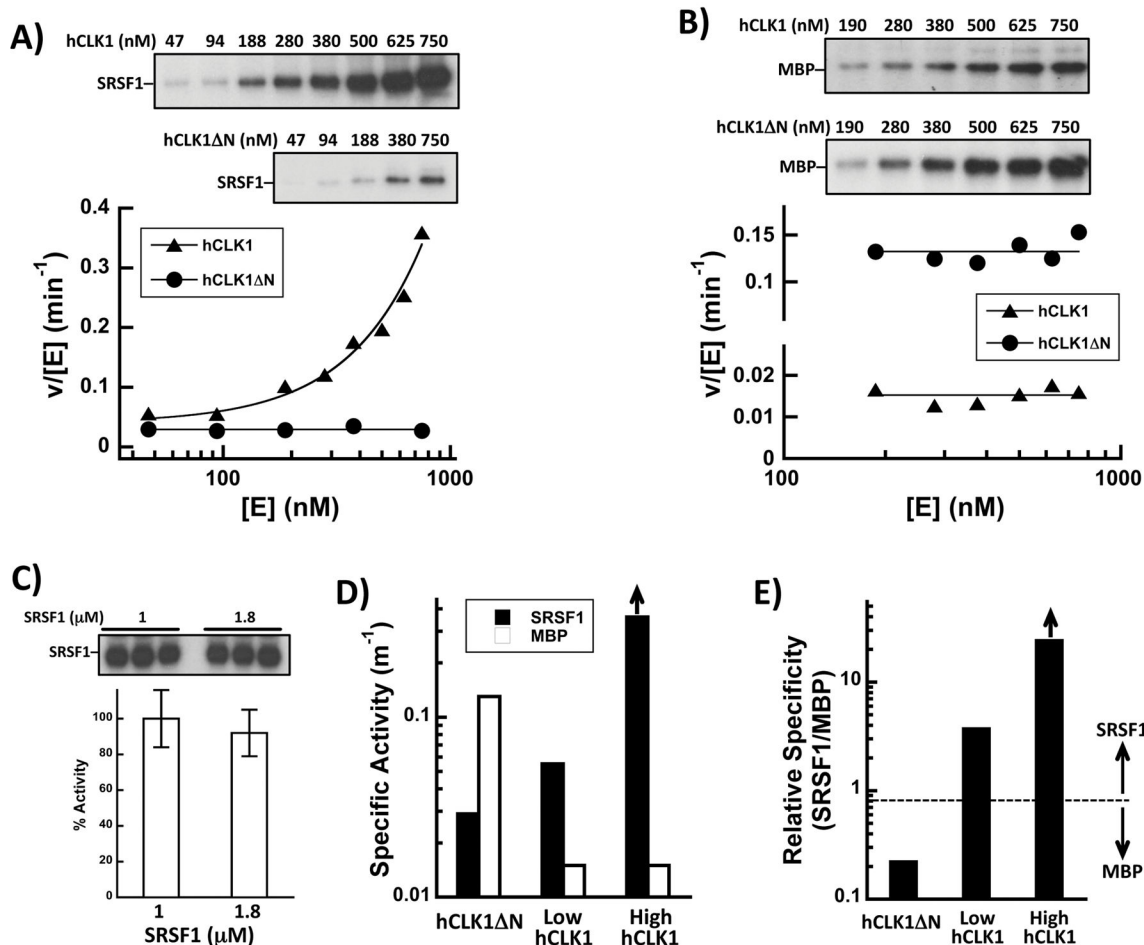 A)
hCLK1 (nM) 47 94 188 280 380 500 625 750
SRSF1
hCLK1ΔN (nM) 47 94 188 380 750
SRSF1
0.4
0.3
0.2
0.1
0
v/[E] (min⁻¹)
hCLK1
hCLK1ΔN
100 1000
[E] (nM)
B)
hCLK1 (nM) 190 280 380 500 625 750
MBP
hCLK1ΔN (nM) 190 280 380 500 625 750
MBP
0.15
0.1
0.02
0.01
0
v/[E] (min⁻¹)
hCLK1
hCLK1ΔN
100 1000
[E] (nM)
C)
SRSF1 (μM) 1 1.8
SRSF1
100
80
60
40
20
0
% Activity
1 1.8
SRSF1 (μM)
D)
SRSF1
MBP
0.1
0.01
Specific Activity (m⁻¹)
hCLK1ΔN Low hCLK1 High hCLK1
E)
10
1
0.1
Relative Specificity
(SRSF1/MBP)
SRSF1
MBP
hCLK1ΔN Low hCLK1 High hCLK1